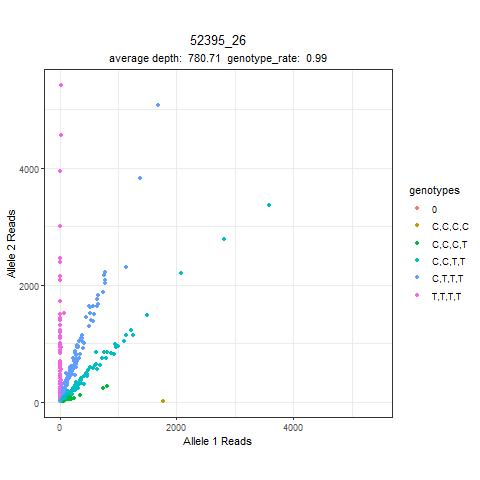 52395_26
average depth:  780.71  genotype_rate:  0.99
Allele 2 Reads
4000
2000
0
0
2000
4000
Allele 1 Reads
genotypes
0
C,C,C,C
C,C,C,T
C,C,T,T
C,T,T,T
T,T,T,T